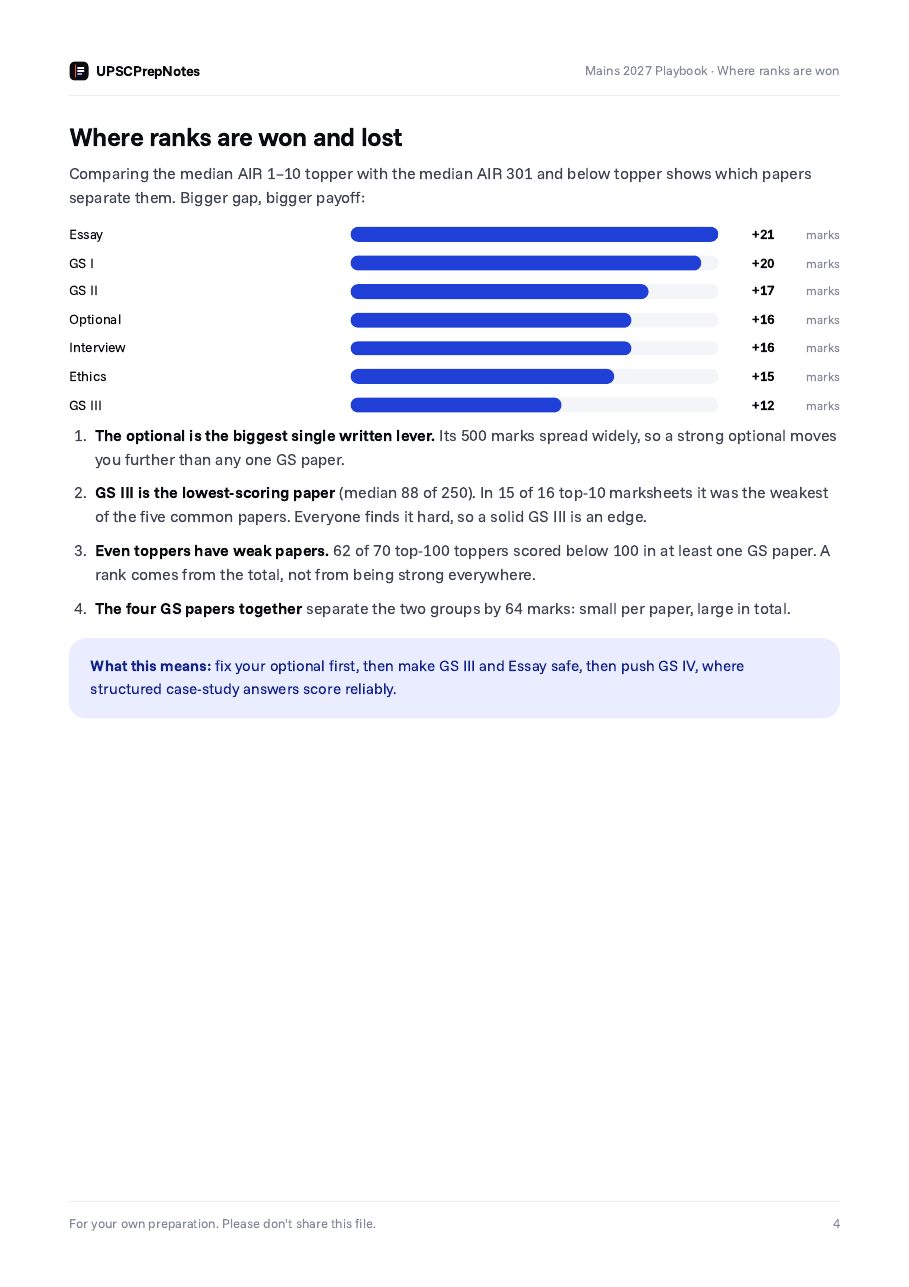 UPSCPrepNotes
Mains 2027 Playbook · Where ranks are won
Where ranks are won and lost
Comparing the median AIR 1–10 topper with the median AIR 301 and below topper shows which papers
separate them. Bigger gap, bigger payoff:
Essay +21 marks
GS I +20 marks
GS II +17 marks
Optional +16 marks
Interview +16 marks
Ethics +15 marks
GS III +12 marks
1. The optional is the biggest single written lever. Its 500 marks spread widely, so a strong optional moves
you further than any one GS paper.
2. GS III is the lowest-scoring paper (median 88 of 250). In 15 of 16 top-10 marksheets it was the weakest
of the five common papers. Everyone finds it hard, so a solid GS III is an edge.
3. Even toppers have weak papers. 62 of 70 top-100 toppers scored below 100 in at least one GS paper. A
rank comes from the total, not from being strong everywhere.
4. The four GS papers together separate the two groups by 64 marks: small per paper, large in total.
What this means: fix your optional first, then make GS III and Essay safe, then push GS IV, where
structured case-study answers score reliably.
For your own preparation. Please don't share this file.
4